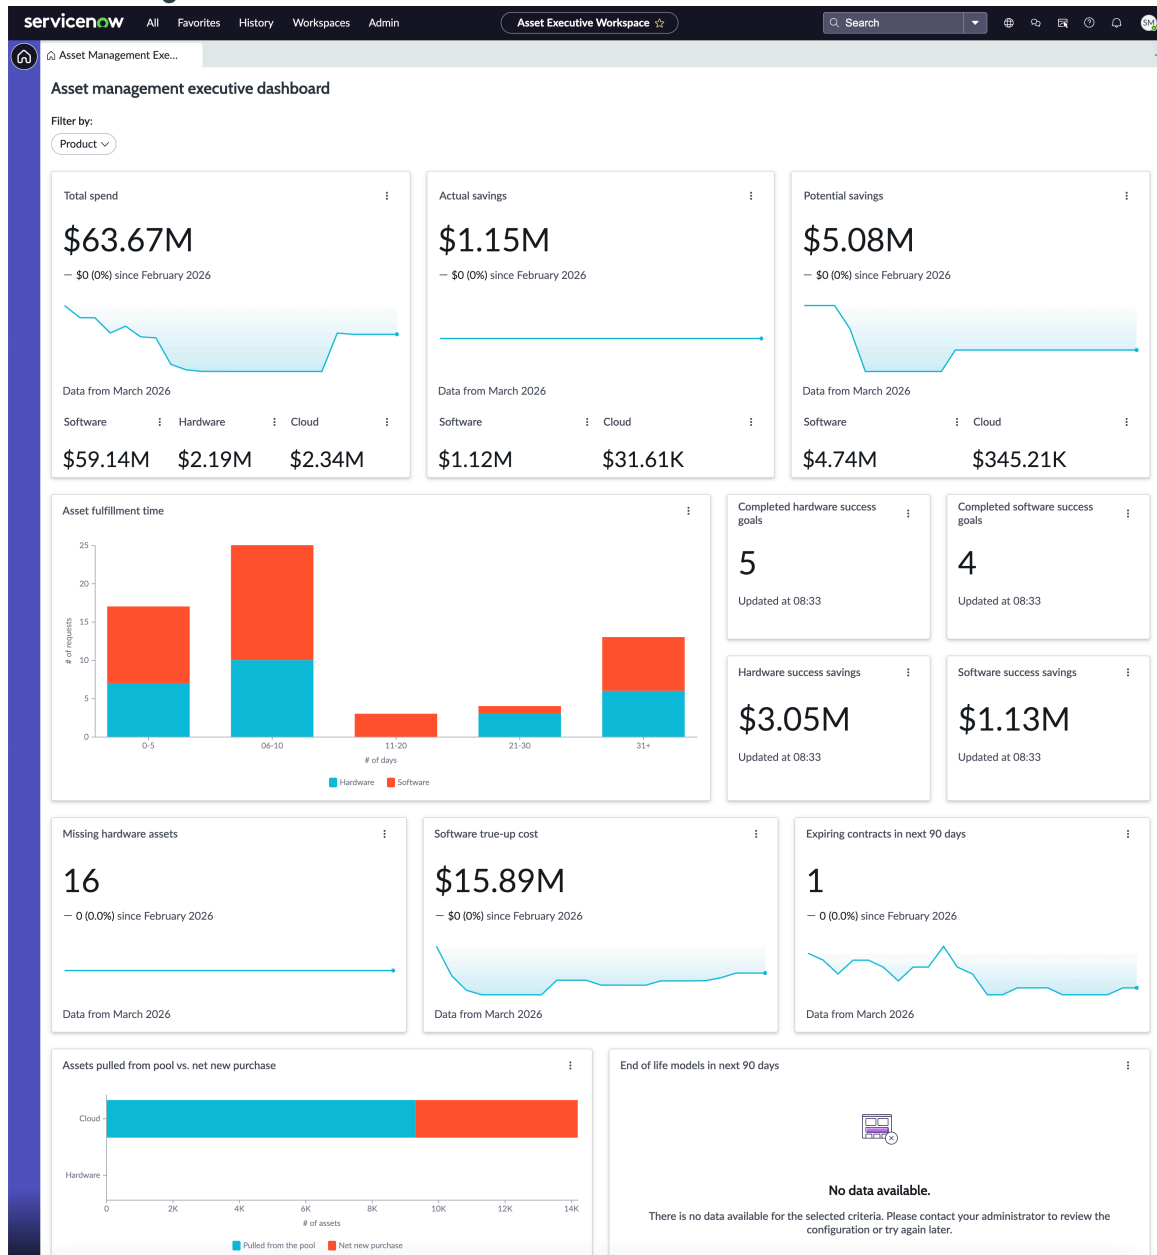 servicenow All Favorites History Workspaces Admin Asset Executive Workspace Search SM
Asset Management Exe...
Asset management executive dashboard
Filter by:
Product
Total spend
$63.67M
— $0 (0%) since February 2026
Data from March 2026
Software Hardware Cloud
$59.14M $2.19M $2.34M
Actual savings
$1.15M
— $0 (0%) since February 2026
Data from March 2026
Software Cloud
$1.12M $31.61K
Potential savings
$5.08M
— $0 (0%) since February 2026
Data from March 2026
Software Cloud
$4.74M $345.21K
Asset fulfillment time
25
20
15
10
5
0
# of requests
0-5 06-10 11-20 21-30 31+
# of days
Hardware Software
Completed hardware success
goals
5
Updated at 08:33
Completed software success
goals
4
Updated at 08:33
Hardware success savings
$3.05M
Updated at 08:33
Software success savings
$1.13M
Updated at 08:33
Missing hardware assets
16
— 0 (0.0%) since February 2026
Data from March 2026
Software true-up cost
$15.89M
— $0 (0%) since February 2026
Data from March 2026
Expiring contracts in next 90 days
1
— 0 (0.0%) since February 2026
Data from March 2026
Assets pulled from pool vs. net new purchase
Cloud
Hardware
0 2K 4K 6K 8K 10K 12K 14K
# of assets
Pulled from the pool Net new purchase
End of life models in next 90 days
No data available.
There is no data available for the selected criteria. Please contact your administrator to review the
configuration or try again later.